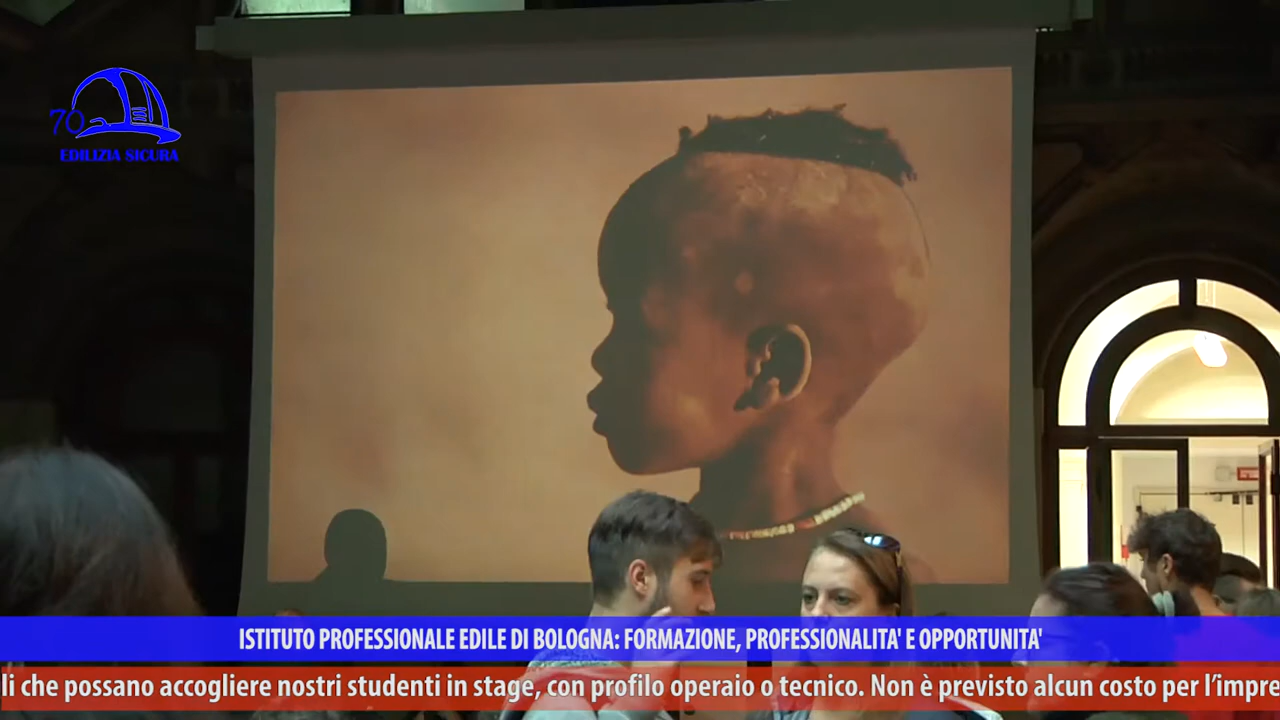 70
EDILIZIA SICURA
ISTITUTO PROFESSIONALE EDILE DI BOLOGNA: FORMAZIONE, PROFESSIONALITA' E OPPORTUNITA'
li che possano accogliere nostri studenti in stage, con profilo operaio o tecnico. Non è previsto alcun costo per l'impre